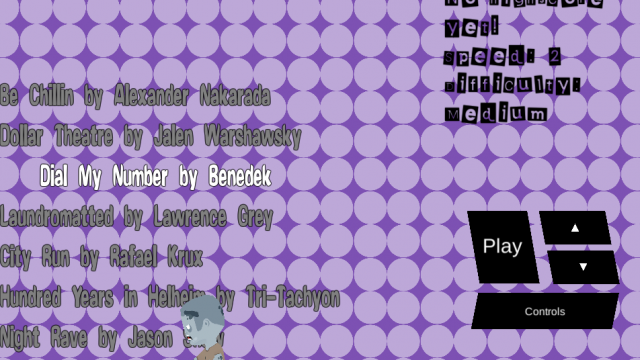 Be Chillin by Alexander Nakarada
Dollar Theatre by Jalen Warshawsky
Dial My Number by Benedek
Laundromatted by Lawrence Grey
City Run by Rafael Krux
Hundred Years in Helheim by Tri-Tachyon
Night Rave by Jason
No highscore
yet!
speed: 2
difficulty:
Medium
Play
▲
▼
Controls